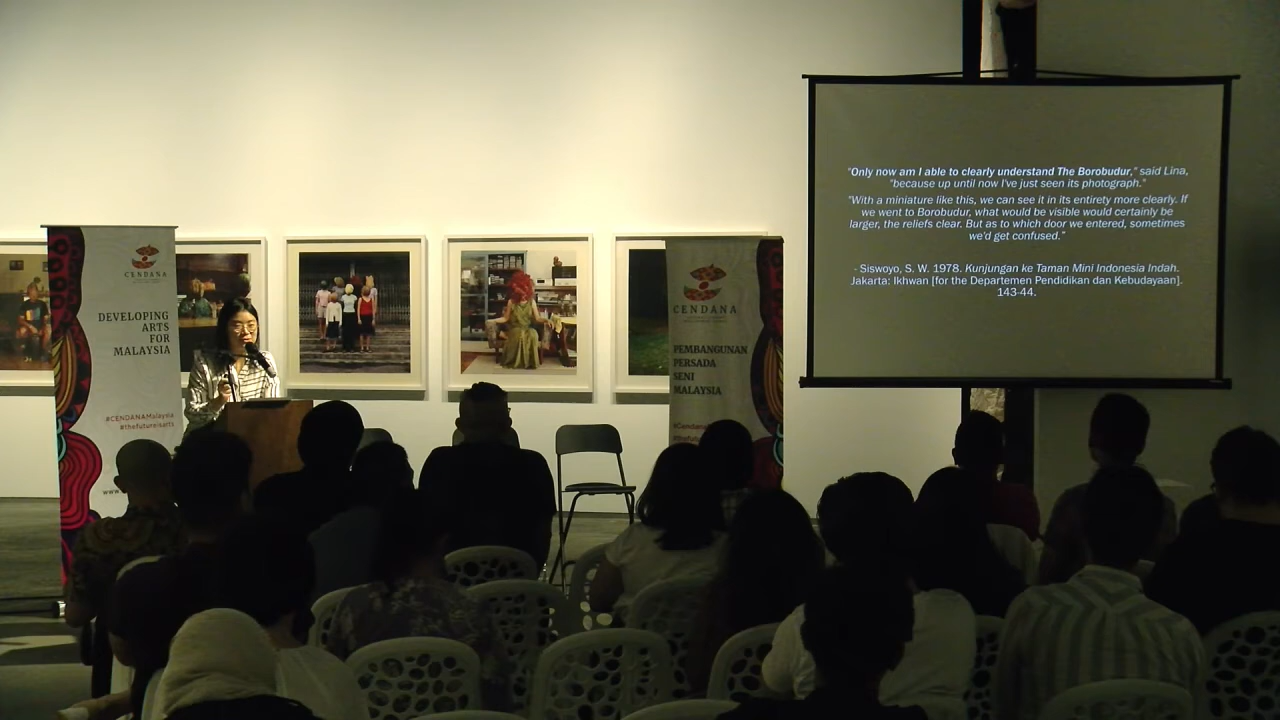 CENDANA
DEVELOPING
ARTS
FOR
MALAYSIA
#CENDANAMalaysia
#thefutureisarts
CENDANA
PEMBANGUNAN
PERSADA
SENI
MALAYSIA
"Only now am I able to clearly understand The Borobudur," said Lina,
"because up until now I've just seen its photograph."
"With a miniature like this, we can see it in its entirety more clearly. If
we went to Borobudur, what would be visible would certainly be
larger, the reliefs clear. But as to which door we entered, sometimes
we'd get confused."
- Siswoyo, S. W. 1978. Kunjungan ke Taman Mini Indonesia Indah.
Jakarta: Ikhwan [for the Departemen Pendidikan dan Kebudayaan].
143-44.